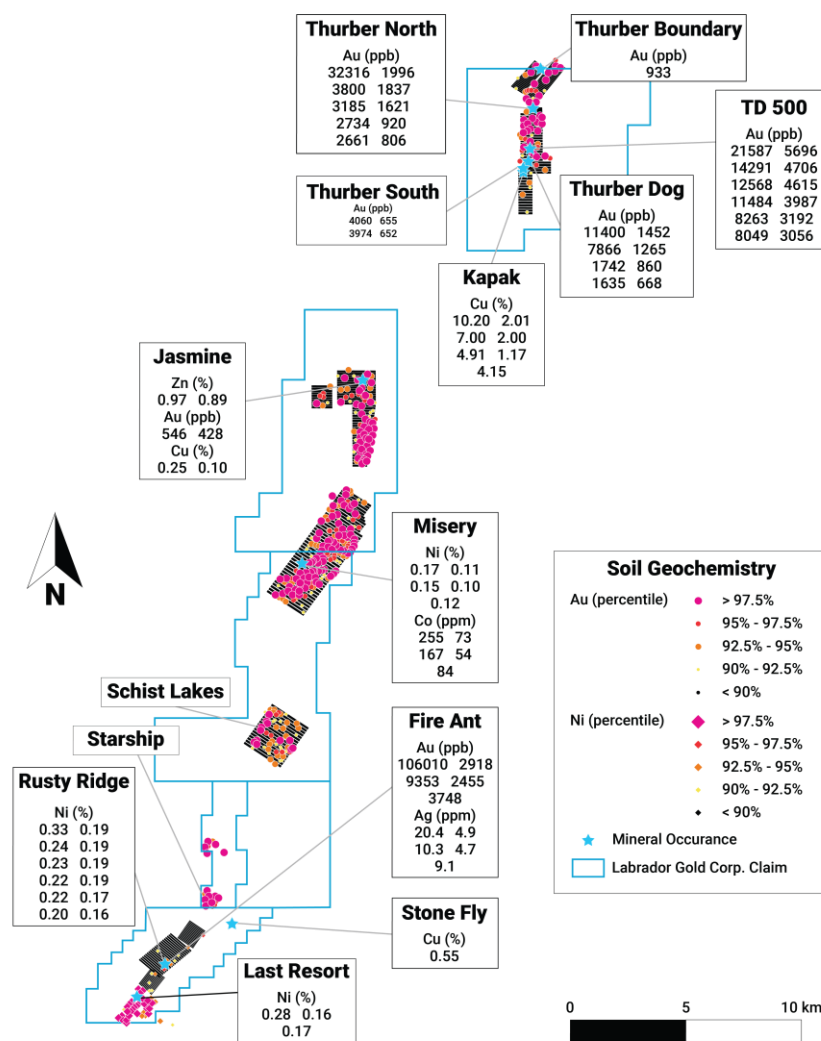 Thurber North
Au (ppb)
32316 1996
3800 1837
3185 1621
2734 920
2661 806
Thurber Boundary
Au (ppb)
933
TD 500
Au (ppb)
21587 5696
14291 4706
12568 4615
11484 3987
8263 3192
8049 3056
Thurber South
Au (ppb)
4060 655
3974 652
Thurber Dog
Au (ppb)
11400 1452
7866 1265
1742 860
1635 668
Kapak
Cu (%)
10.20 2.01
7.00 2.00
4.91 1.17
4.15
Jasmine
Zn (%)
0.97 0.89
Au (ppb)
546 428
Cu (%)
0.25 0.10
N
Misery
Ni (%)
0.17 0.11
0.15 0.10
0.12
Co (ppm)
255 73
167 54
84
Schist Lakes
Starship
Fire Ant
Au (ppb)
106010 2918
9353 2455
3748
Ag (ppm)
20.4 4.9
10.3 4.7
9.1
Rusty Ridge
Ni (%)
0.33 0.19
0.24 0.19
0.23 0.19
0.22 0.19
0.22 0.17
0.20 0.16
Stone Fly
Cu (%)
0.55
Last Resort
Ni (%)
0.28 0.16
0.17
Soil Geochemistry
Au (percentile) > 97.5%
95% - 97.5%
92.5% - 95%
90% - 92.5%
< 90%
Ni (percentile) > 97.5%
95% - 97.5%
92.5% - 95%
90% - 92.5%
< 90%
Mineral Occurance
Labrador Gold Corp. Claim
0 5 10 km